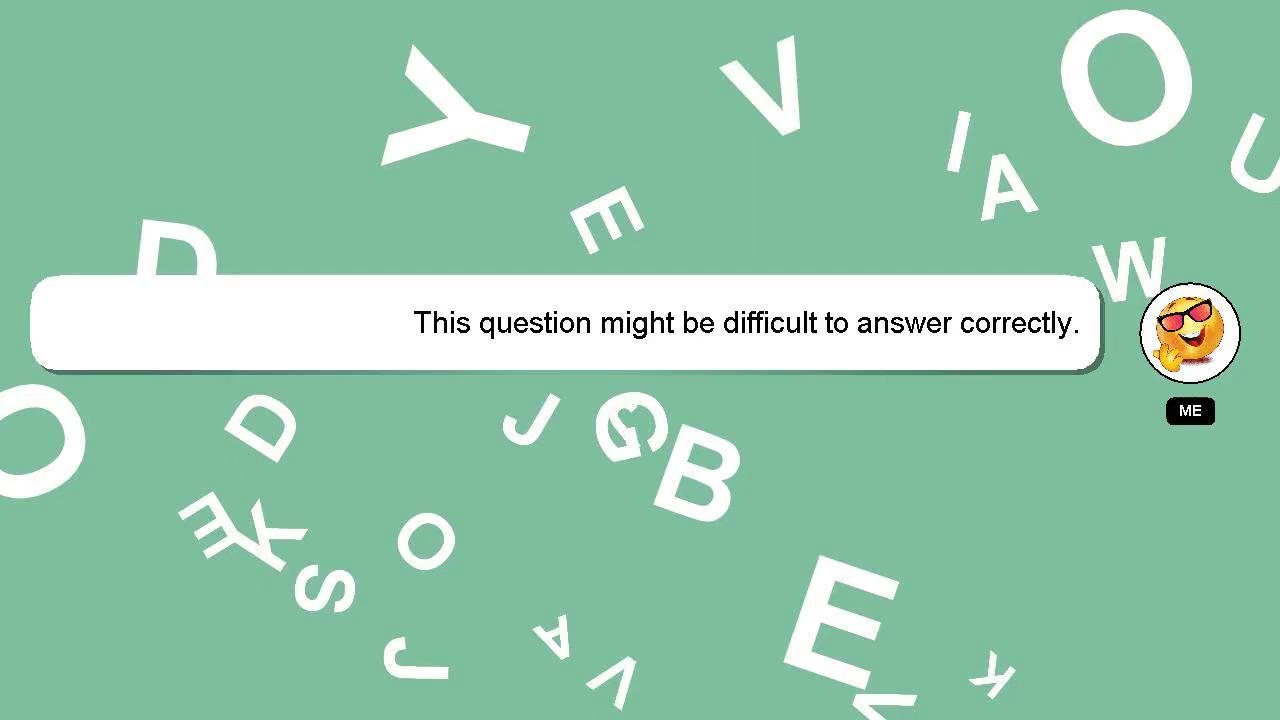 Y
V
O
I
A
U
E
D
W
This question might be difficult to answer correctly.
ME
O
D
J
G
B
E
K
O
S
E
A
J
V
K
V